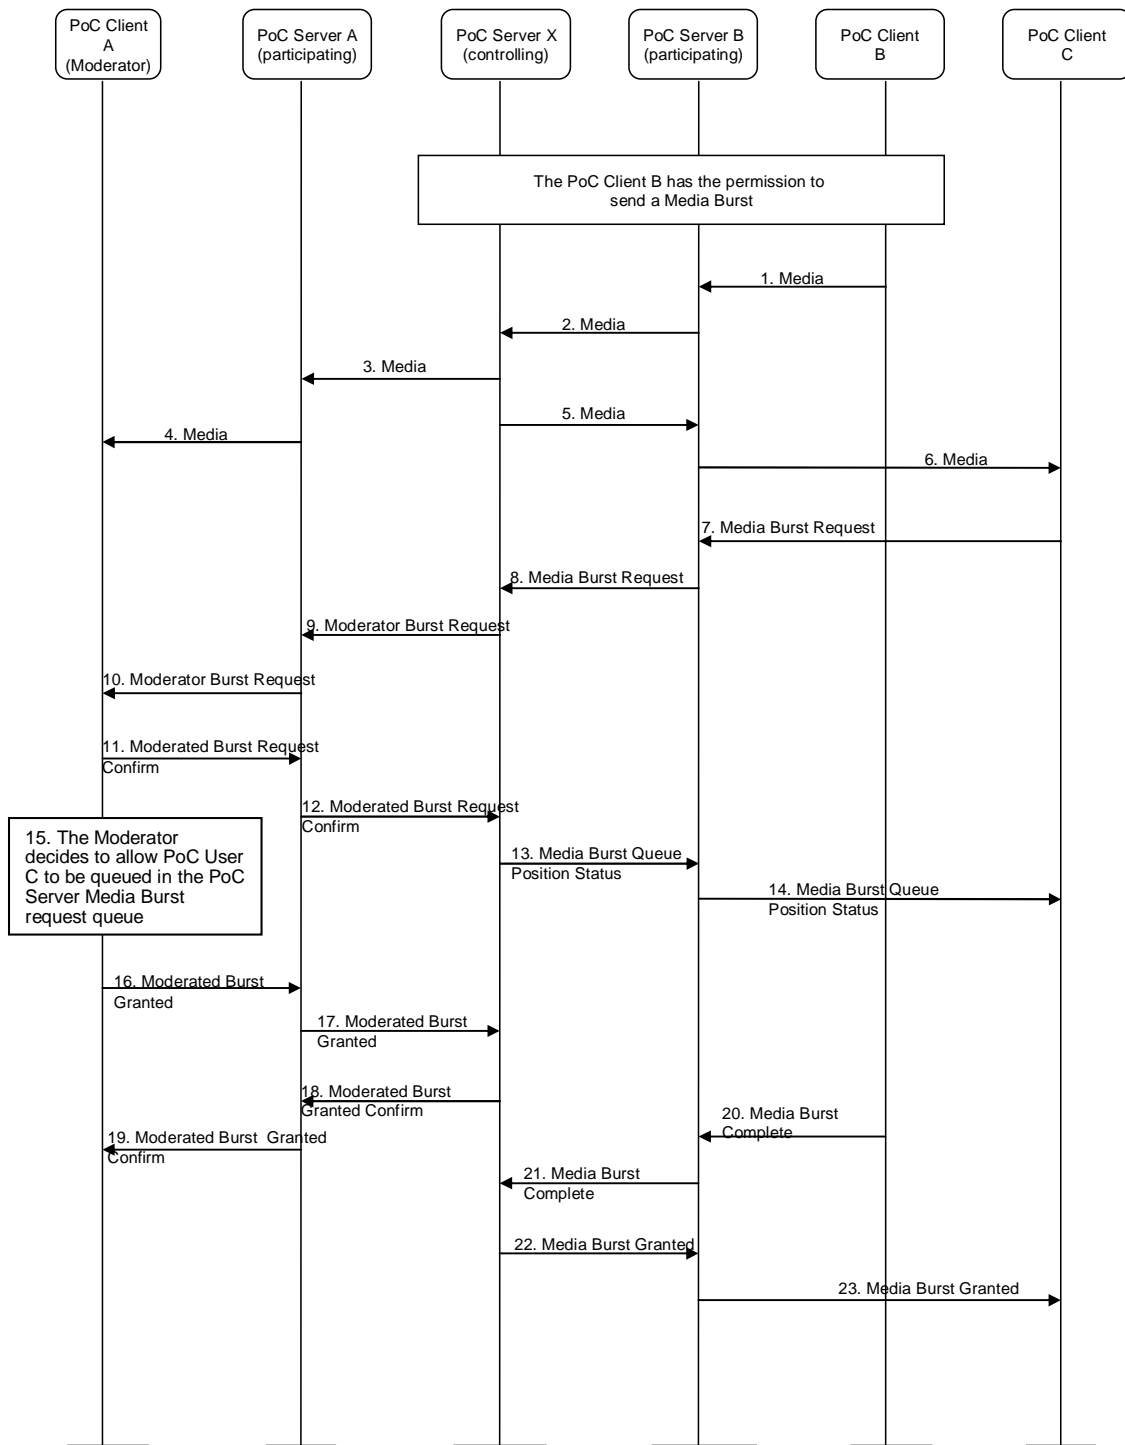 PoC Client
A
(Moderator)
PoC Server A
(participating)
PoC Server X
(controlling)
PoC Server B
(participating)
PoC Client
B
PoC Client
C
The PoC Client B has the permission to
send a Media Burst
1. Media
2. Media
3. Media
5. Media
4. Media
6. Media
7. Media Burst Request
8. Media Burst Request
9. Moderator Burst Request
10. Moderator Burst Request
11. Moderated Burst Request
Confirm
12. Moderated Burst Request
Confirm
15. The Moderator
decides to allow PoC User
C to be queued in the PoC
Server Media Burst
request queue
13. Media Burst Queue
Position Status
14. Media Burst Queue
Position Status
16. Moderated Burst
Granted
17. Moderated Burst
Granted
18. Moderated Burst
Granted Confirm
20. Media Burst
Complete
19. Moderated Burst  Granted
Confirm
21. Media Burst
Complete
22. Media Burst Granted
23. Media Burst Granted